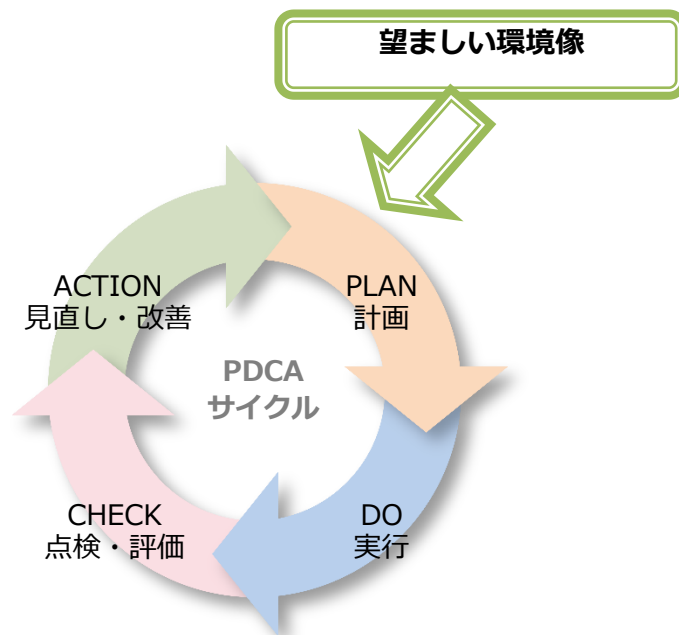 望ましい環境像
ACTION
見直し・改善
PLAN
計画
PDCA
サイクル
CHECK
点検・評価
DO
実行